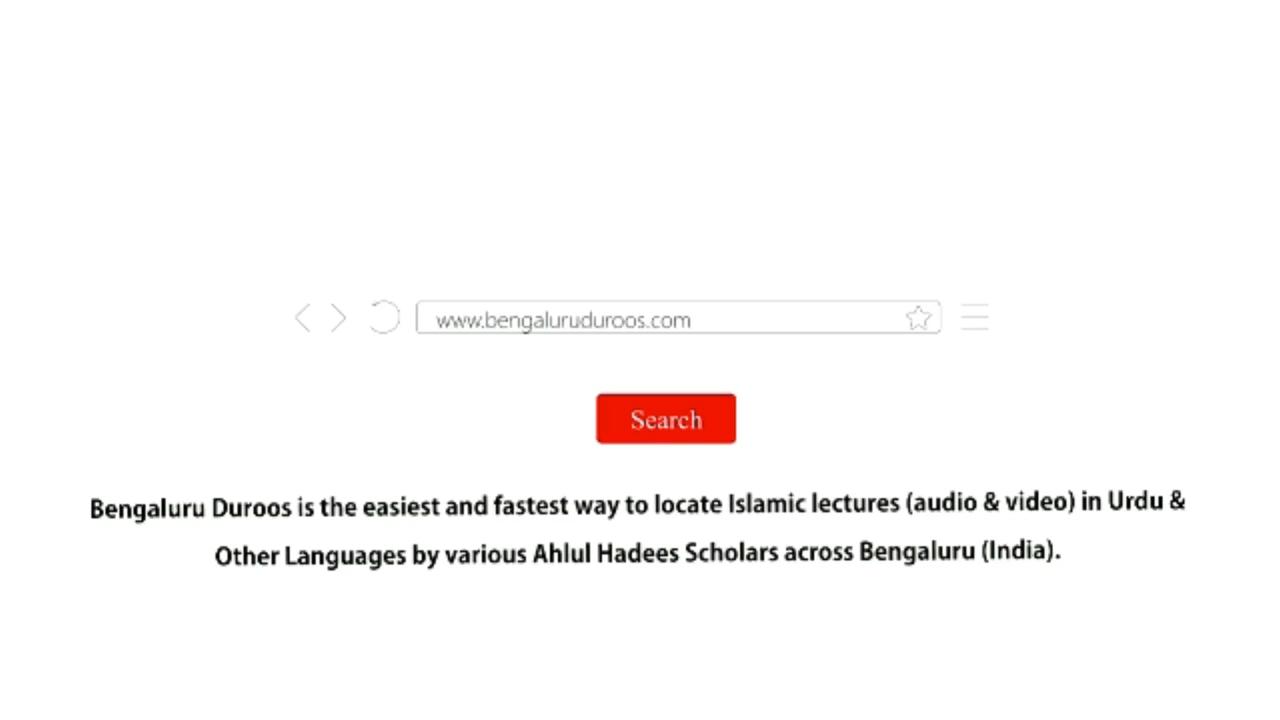 www.bengaluruduroos.com
Search
Bengaluru Duroos is the easiest and fastest way to locate Islamic lectures (audio & video) in Urdu &
Other Languages by various Ahlul Hadees Scholars across Bengaluru (India).